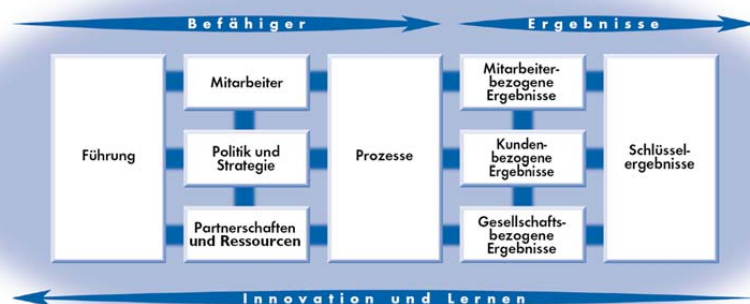 Befähiger
Ergebnisse
Führung
Mitarbeiter
Politik und
Strategie
Partnerschaften
und Ressourcen
Prozesse
Mitarbeiter-
bezogene
Ergebnisse
Kunden-
bezogene
Ergebnisse
Gesellschafts-
bezogene
Ergebnisse
Schlüssel-
ergebnisse
Innovation und Lernen